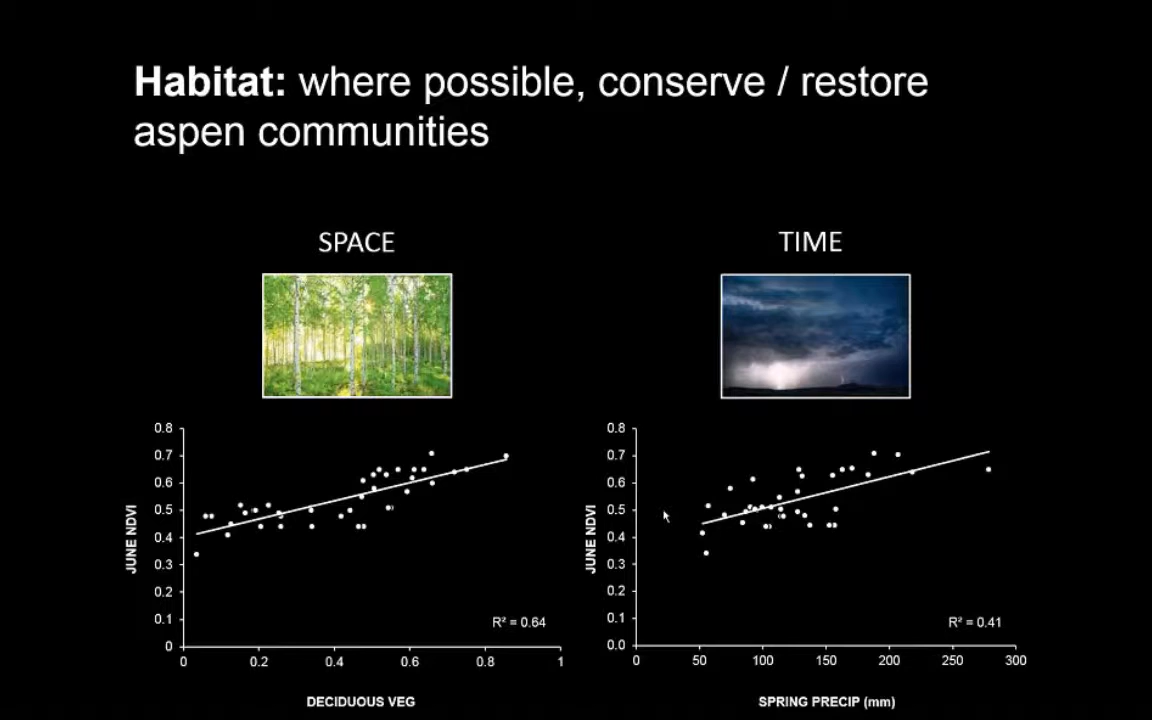 Habitat: where possible, conserve / restore
aspen communities
SPACE
TIME
0.8
0.7
0.6
0.5
0.4
0.3
0.2
0.1
0
JUNE NDVI
R² = 0.64
0 0.2 0.4 0.6 0.8 1
DECIDUOUS VEG
0.8
0.7
0.6
0.5
0.4
0.3
0.2
0.1
0.0
JUNE NDVI
R² = 0.41
0 50 100 150 200 250 300
SPRING PRECIP (mm)